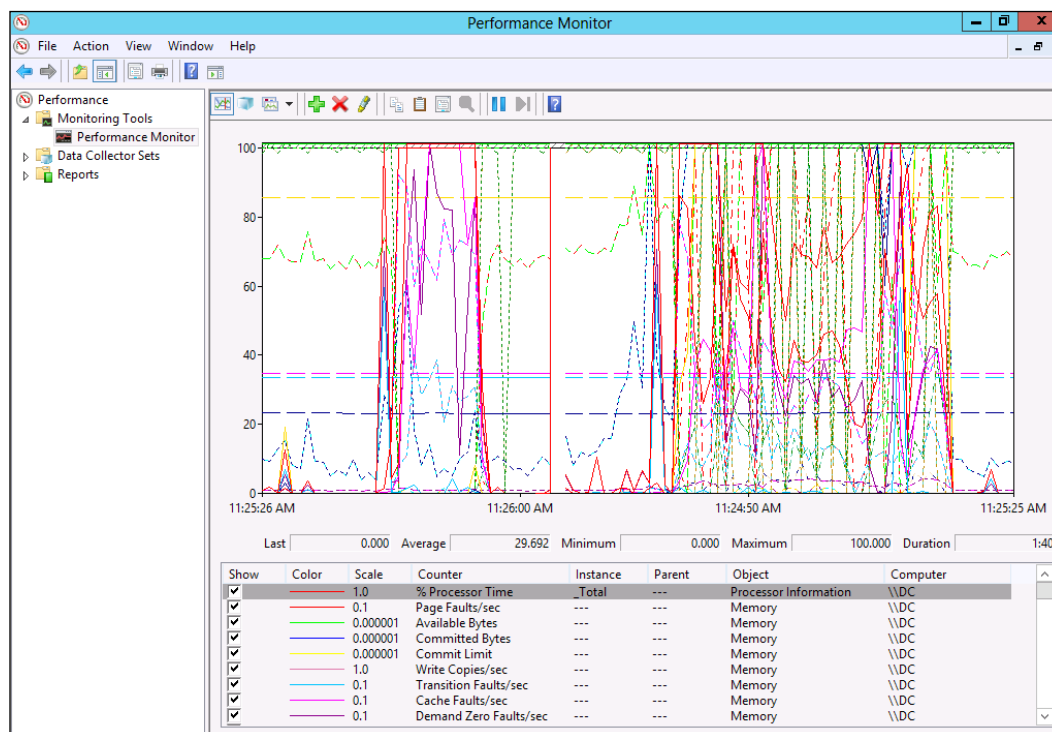 Performance Monitor
File Action View Window Help
Performance
Monitoring Tools
Performance Monitor
Data Collector Sets
Reports
100
80
60
40
20
0
11:25:26 AM 11:26:00 AM 11:24:50 AM 11:25:25 AM
Last 0.000 Average 29.692 Minimum 0.000 Maximum 100.000 Duration 1:40
Show Color Scale Counter Instance Parent Object Computer
1.0 % Processor Time _Total --- Processor Information \\DC
0.1 Page Faults/sec --- --- Memory \\DC
0.000001 Available Bytes --- --- Memory \\DC
0.000001 Committed Bytes --- --- Memory \\DC
0.000001 Commit Limit --- --- Memory \\DC
1.0 Write Copies/sec --- --- Memory \\DC
0.1 Transition Faults/sec --- --- Memory \\DC
0.1 Cache Faults/sec --- --- Memory \\DC
0.1 Demand Zero Faults/sec --- --- Memory \\DC